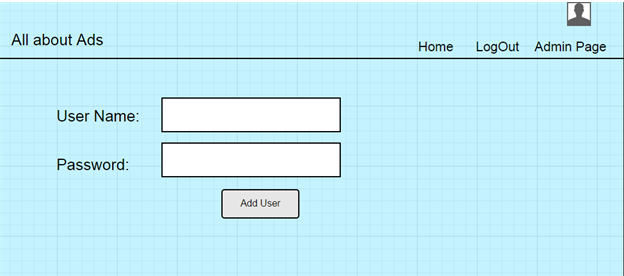 All about Ads
Home LogOut Admin Page
User Name:
Password:
Add User